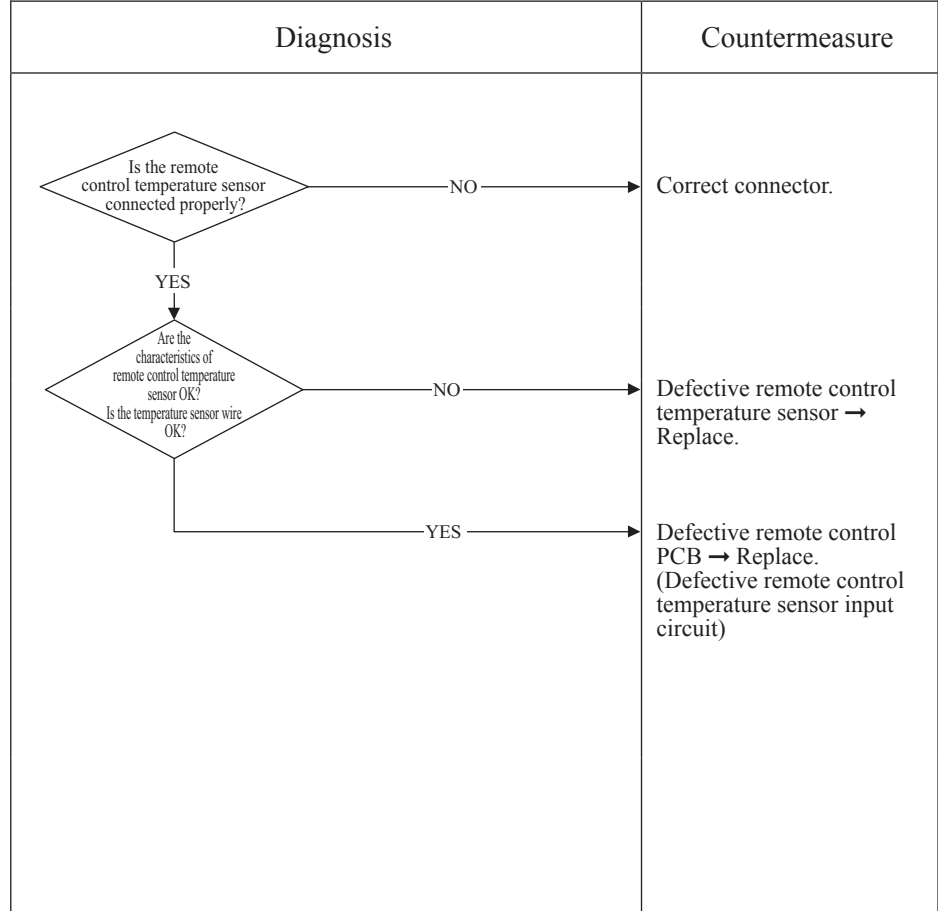 Diagnosis
Countermeasure
Is the remote
control temperature sensor
connected properly?
NO
Correct connector.
YES
Are the
characteristics of
remote control temperature
sensor OK?
Is the temperature sensor wire
OK?
NO
Defective remote control
temperature sensor → 
Replace.
YES
Defective remote control
PCB → Replace.
(Defective remote control
temperature sensor input
circuit)